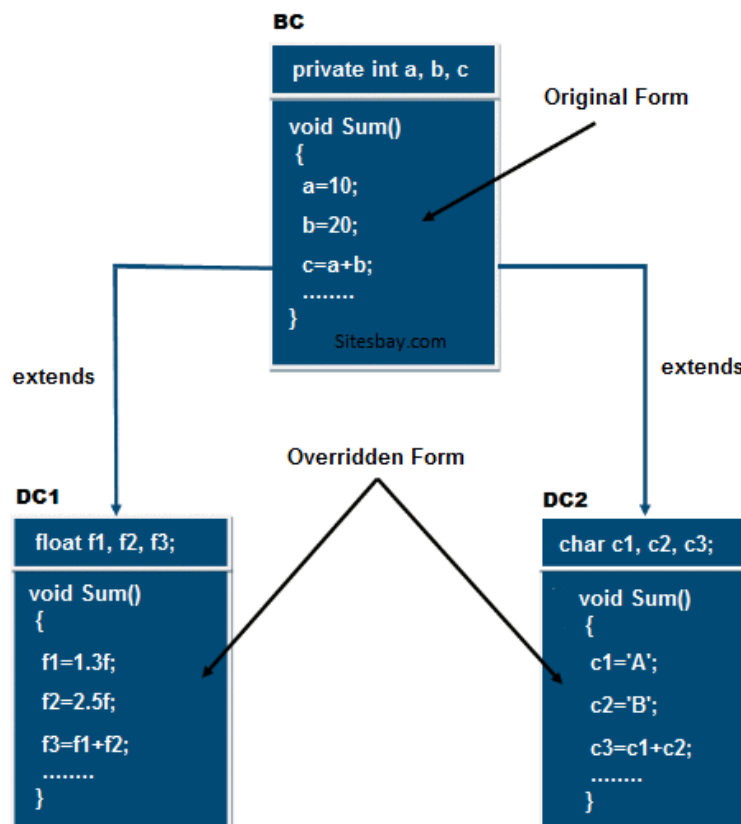 BC
private int a, b, c
Original Form
void Sum()
{
a=10;
b=20;
c=a+b;
........
}
Sitesbay.com
extends
extends
Overridden Form
DC1
float f1, f2, f3;
void Sum()
{
f1=1.3f;
f2=2.5f;
f3=f1+f2;
........
}
DC2
char c1, c2, c3;
void Sum()
{
c1='A';
c2='B';
c3=c1+c2;
........
}